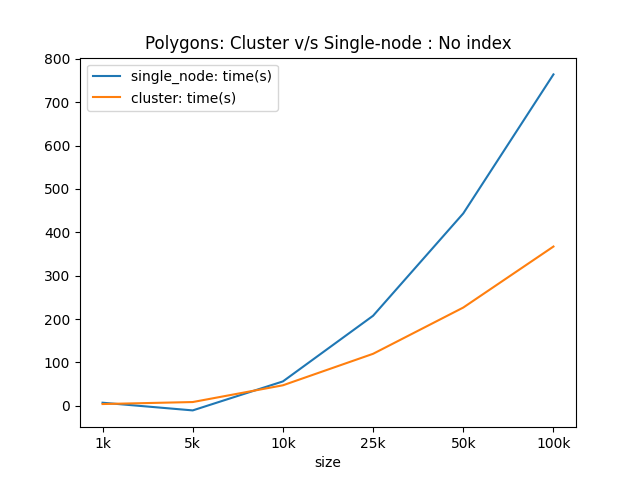 Polygons: Cluster v/s Single-node : No index
single_node: time(s)
cluster: time(s)
800
700
600
500
400
300
200
100
0
1k 5k 10k 25k 50k 100k
size